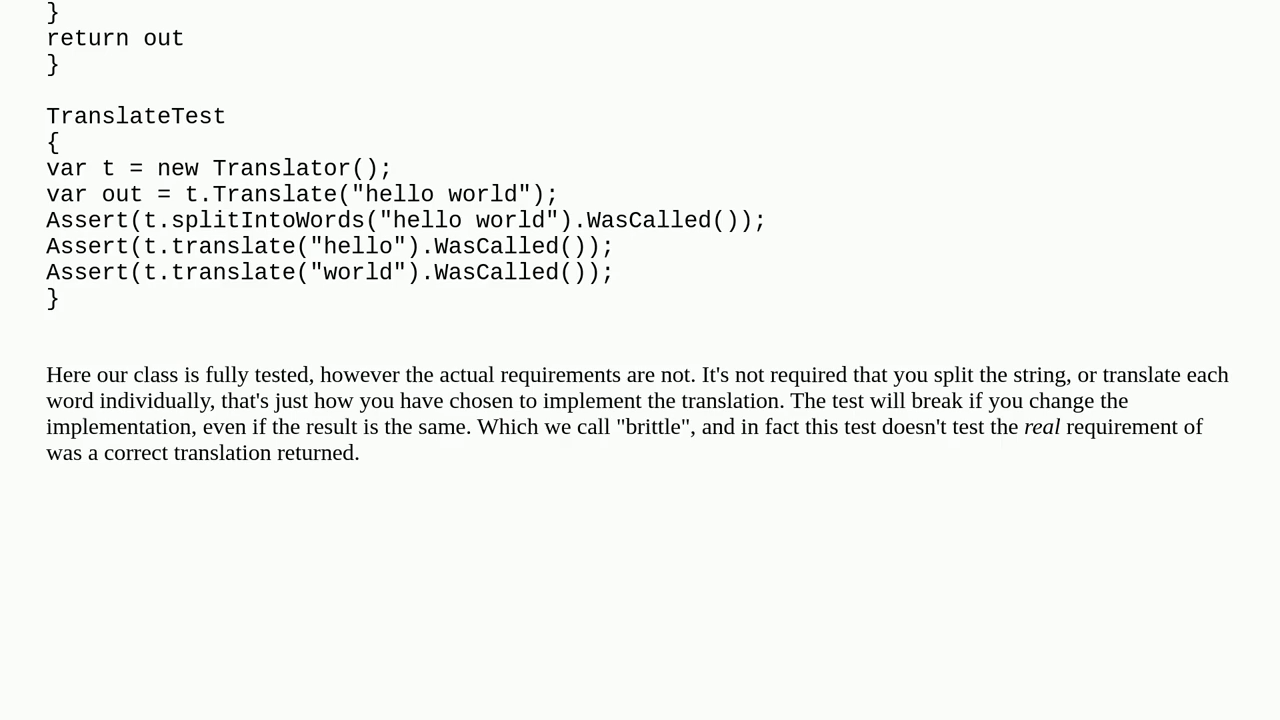 }
return out
}
TranslateTest
{
var t = new Translator();
var out = t.Translate("hello world");
Assert(t.splitIntoWords("hello world").WasCalled());
Assert(t.translate("hello").WasCalled());
Assert(t.translate("world").WasCalled());
}
Here our class is fully tested, however the actual requirements are not. It's not required that you split the string, or translate each
word individually, that's just how you have chosen to implement the translation. The test will break if you change the
implementation, even if the result is the same. Which we call "brittle", and in fact this test doesn't test the real requirement of
was a correct translation returned.